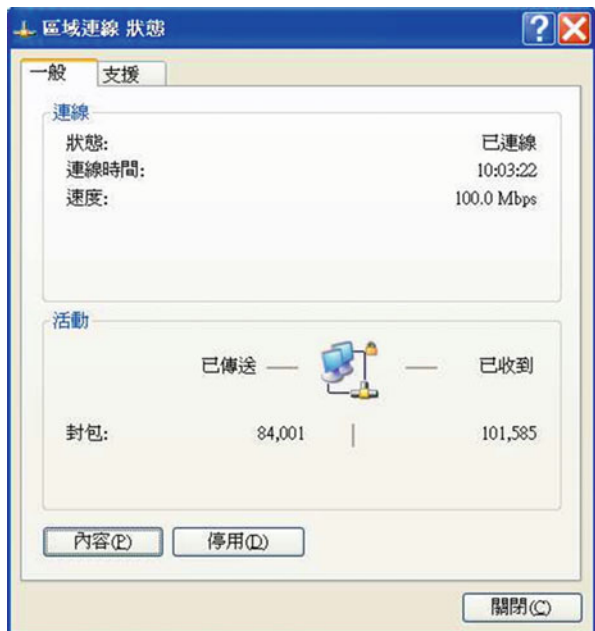 區域連線 狀態
一般 支援
連線
狀態: 已連線
連線時間: 10:03:22
速度: 100.0 Mbps
活動
已傳送 已收到
封包: 84,001 101,585
內容(P) 停用(D)
關閉(C)